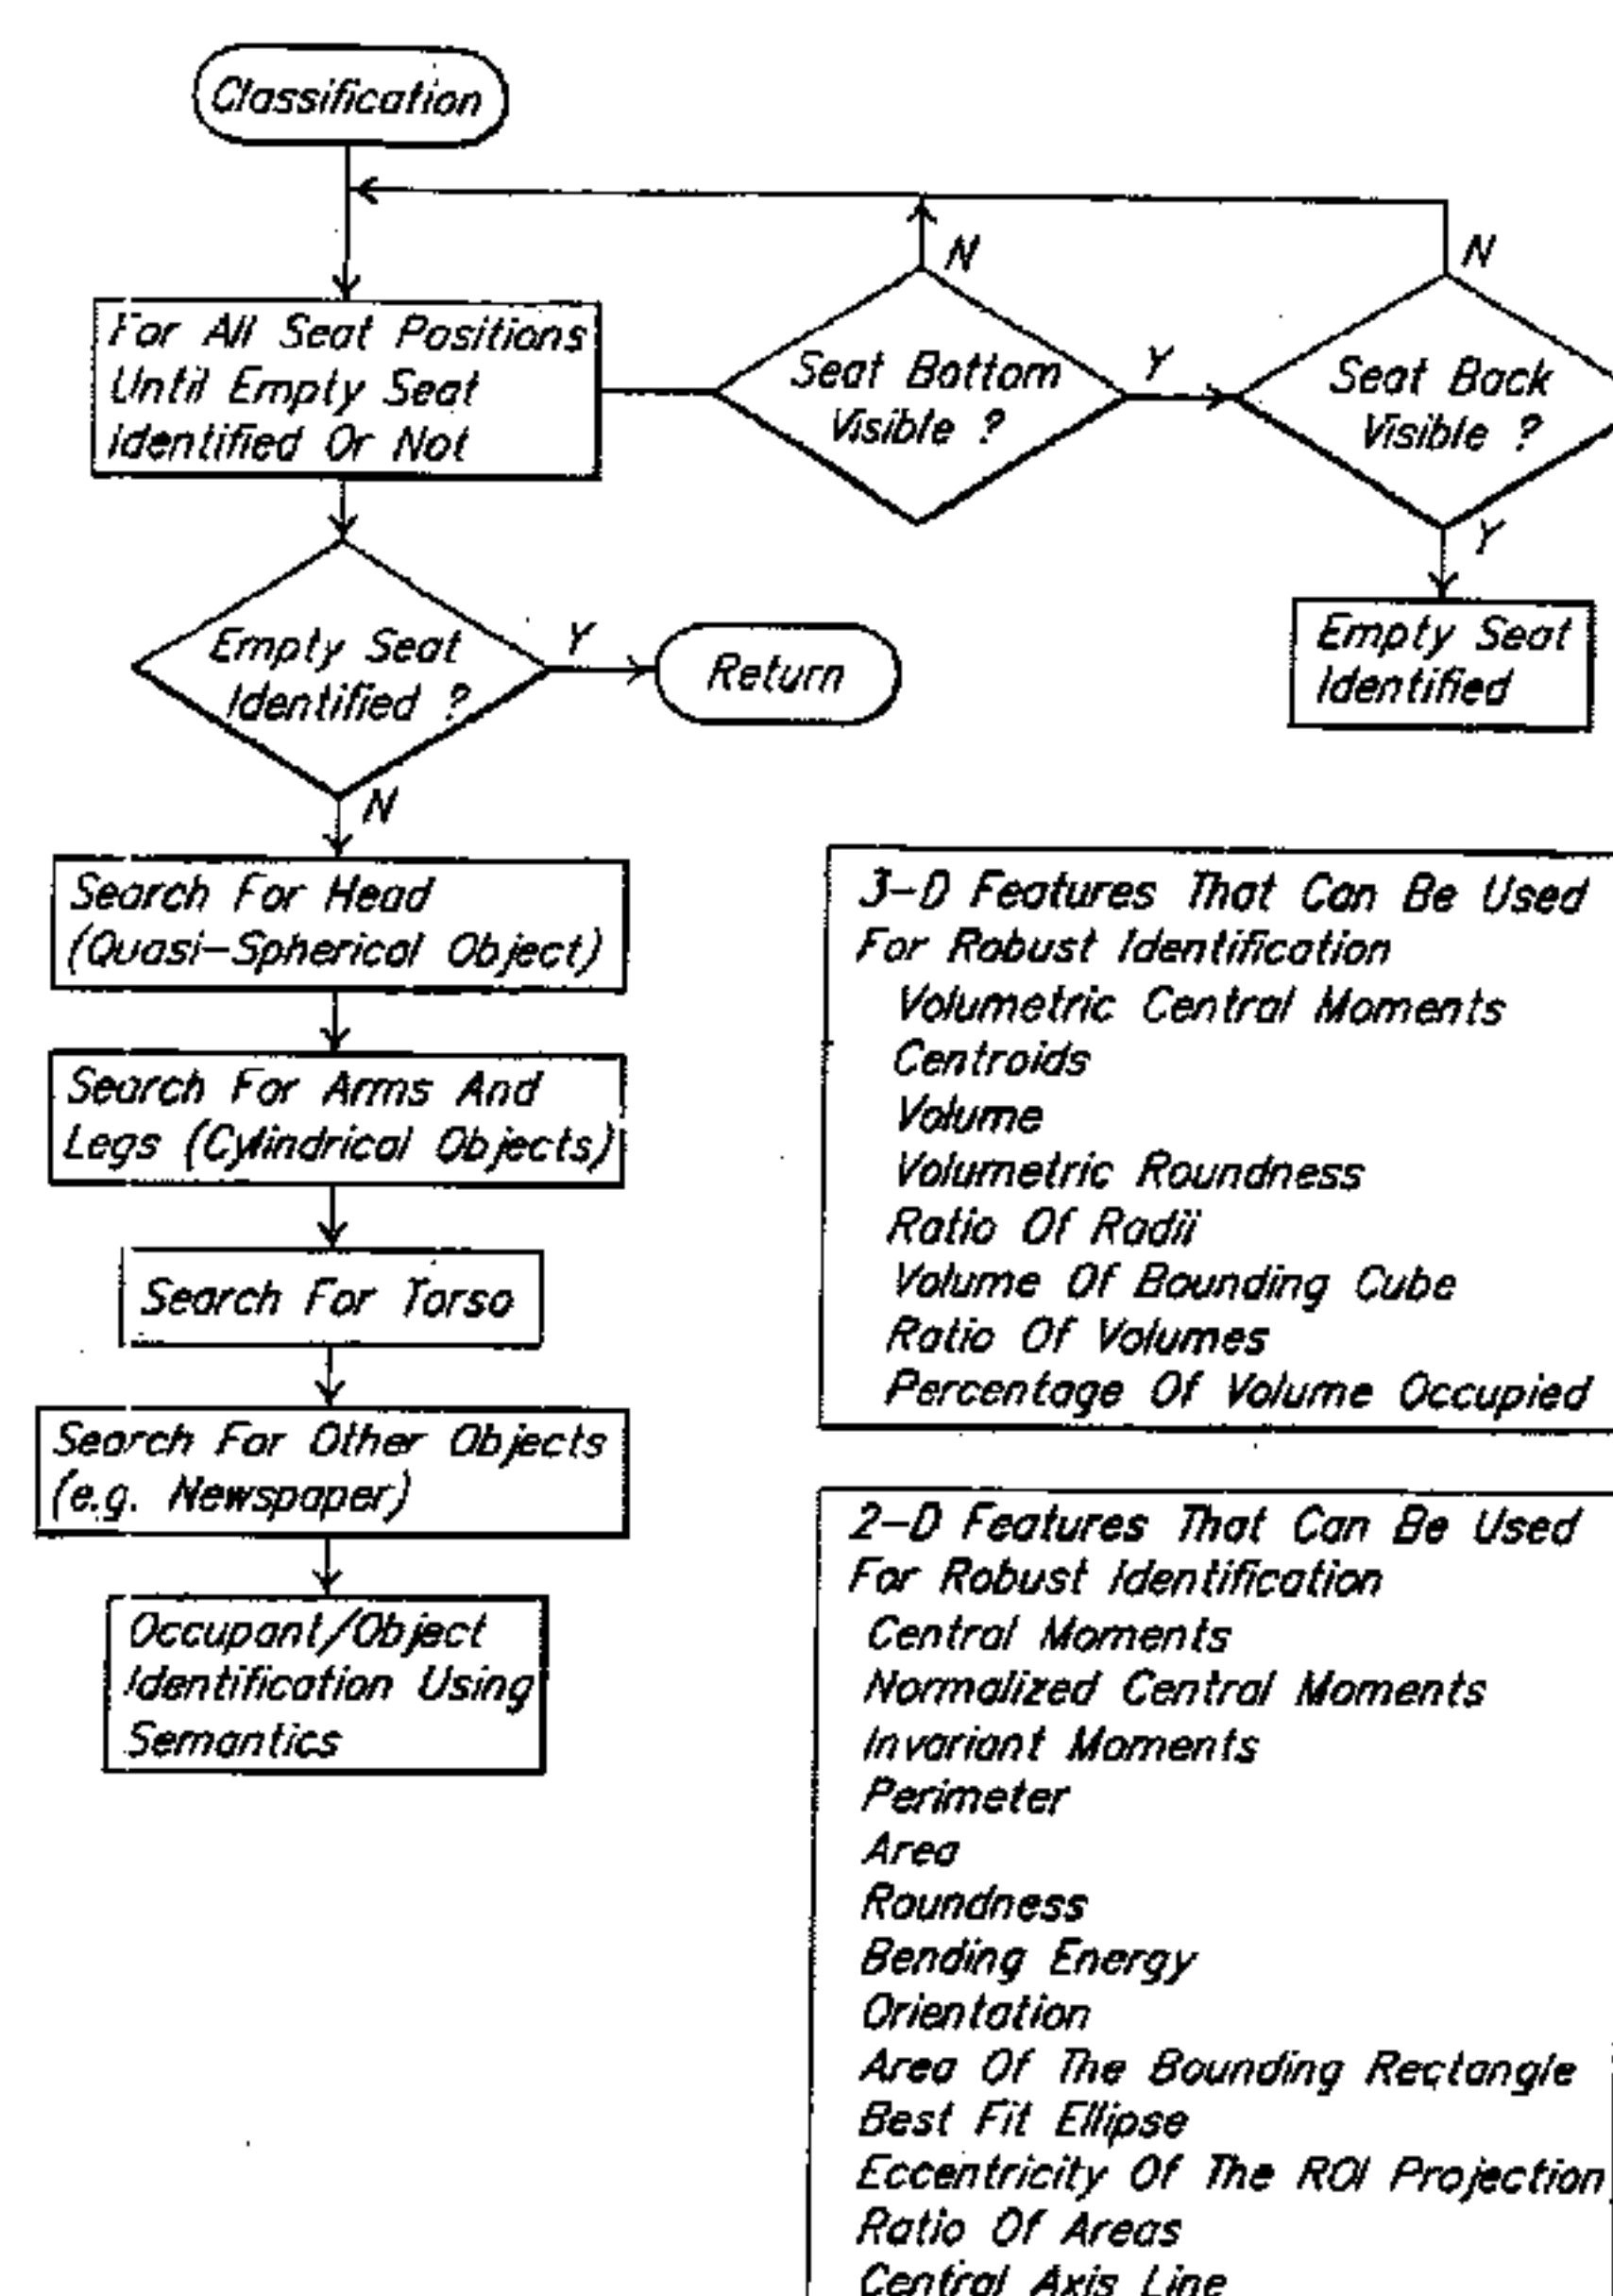 Classification
For All Seat Positions
Until Empty Seat
Identified Or Not
Seat Bottom
Visible ?
N
Y
Seat Back
Visible ?
N
Y
Empty Seat
Identified
Empty Seat
Identified ?
Y
Return
N
Search For Head
(Quasi-Spherical Object)
Search For Arms And
Legs (Cylindrical Objects)
Search For Torso
Search For Other Objects
(e.g. Newspaper)
Occupant/Object
Identification Using
Semantics
3-D Features That Can Be Used
For Robust Identification
Volumetric Central Moments
Centroids
Volume
Volumetric Roundness
Ratio Of Radii
Volume Of Bounding Cube
Ratio Of Volumes
Percentage Of Volume Occupied
2-D Features That Can Be Used
For Robust Identification
Central Moments
Normalized Central Moments
Invariant Moments
Perimeter
Area
Roundness
Bending Energy
Orientation
Area Of The Bounding Rectangle
Best Fit Ellipse
Eccentricity Of The ROI Projection
Ratio Of Areas
Central Axis Line